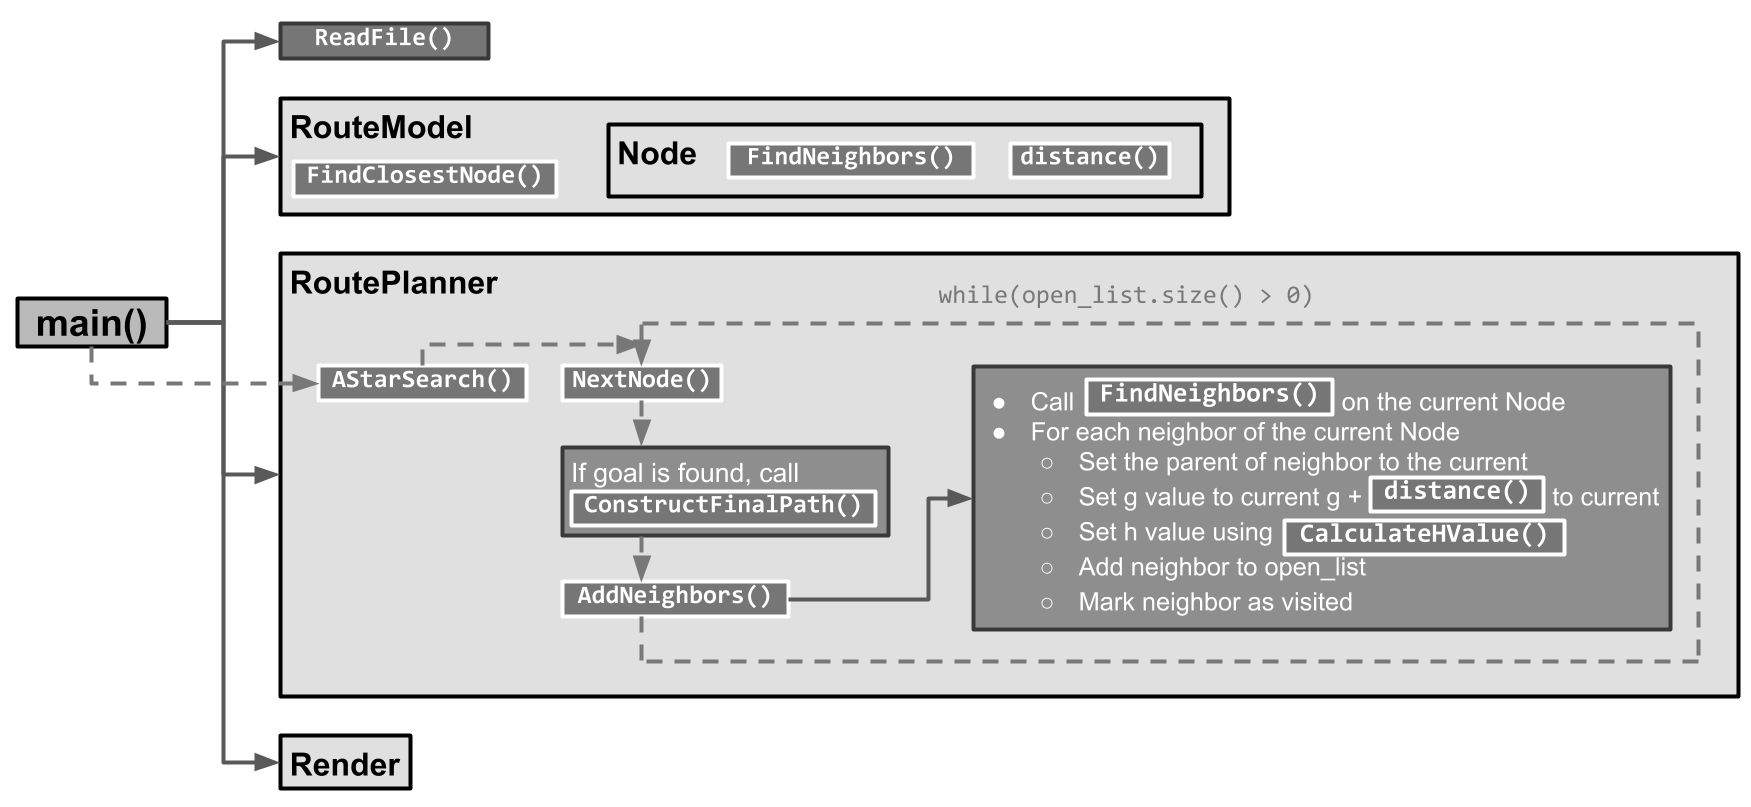 ReadFile()
RouteModel
FindClosestNode()
Node
FindNeighbors()
distance()
main()
RoutePlanner
while(open_list.size() > 0)
AStarSearch()
NextNode()
If goal is found, call
ConstructFinalPath()
AddNeighbors()
● Call FindNeighbors() on the current Node
● For each neighbor of the current Node
○ Set the parent of neighbor to the current
○ Set g value to current g + distance() to current
○ Set h value using CalculateHValue()
○ Add neighbor to open_list
○ Mark neighbor as visited
Render